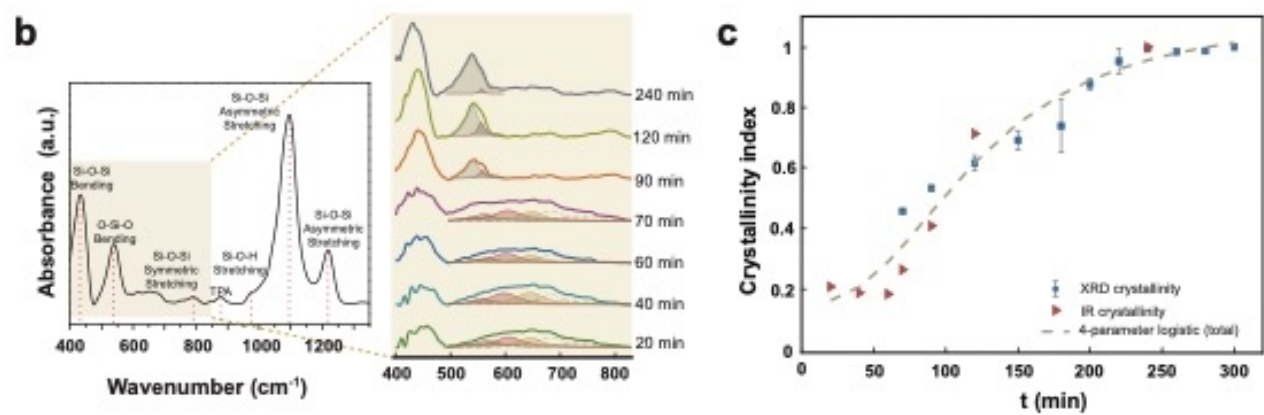 b
Absorbance (a.u.)
Si-O-Si
Bending
O-Si-O
Bending
Si-O-Si
Symmetric
Stretching
TPA
Si-O-H
Stretching
Si-O-Si
Asymmetric
Stretching
Si-O-Si
Asymmetric
Stretching
400 600 800 1000 1200
Wavenumber (cm⁻¹)
240 min
120 min
90 min
70 min
60 min
40 min
20 min
400 500 600 700 800
c
Crystallinity index
1
0.8
0.6
0.4
0.2
0
XRD crystallinity
IR crystallinity
4-parameter logistic (total)
0 50 100 150 200 250 300
t (min)